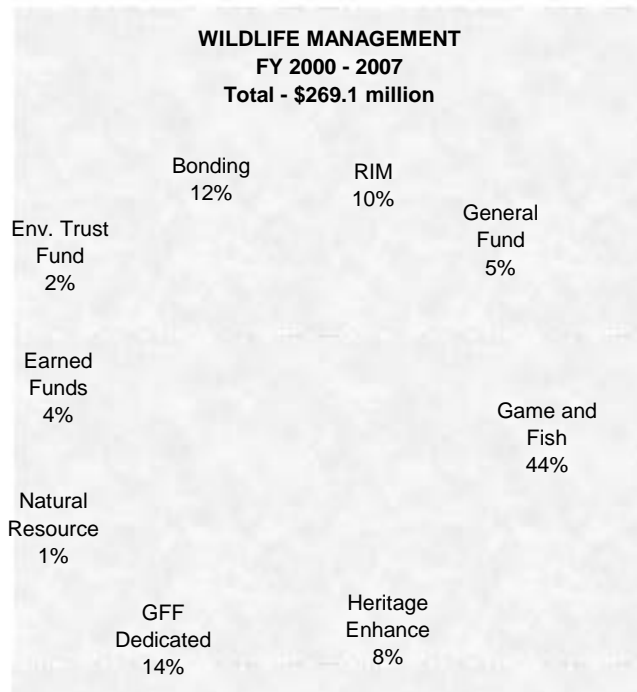 WILDLIFE MANAGEMENT
FY 2000 - 2007
Total - $269.1 million
Bonding
12%
RIM
10%
General
Fund
5%
Env. Trust
Fund
2%
Earned
Funds
4%
Game and
Fish
44%
Natural
Resource
1%
GFF
Dedicated
14%
Heritage
Enhance
8%